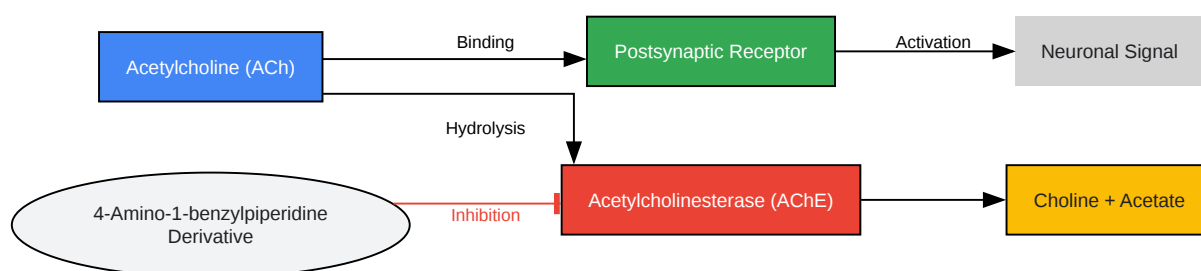 Acetylcholine (ACh)
Binding
Postsynaptic Receptor
Activation
Neuronal Signal
Hydrolysis
4-Amino-1-benzylpiperidine
Derivative
Inhibition
Acetylcholinesterase (AChE)
Choline + Acetate